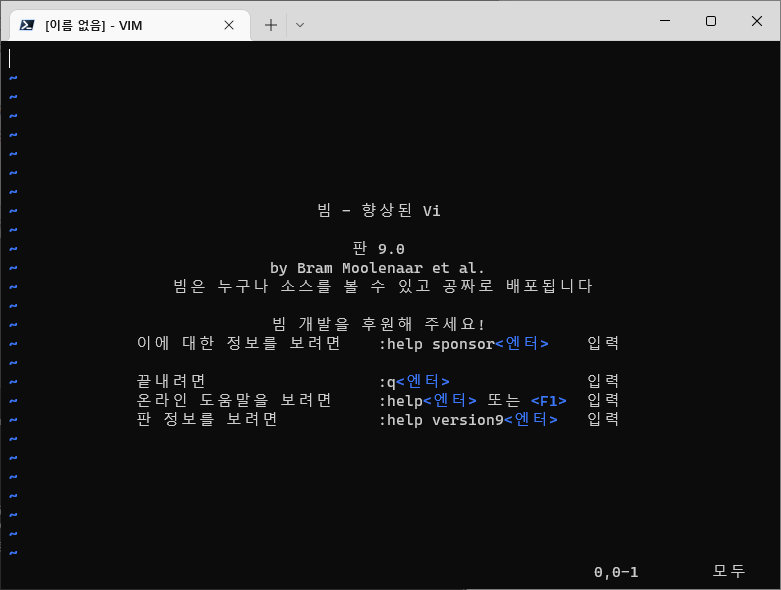 [이름 없음] - VIM
~
~
~
~
~
~
~
빔 - 향상된 Vi
~
~
판 9.0
~
by Bram Moolenaar et al.
~
빔은 누구나 소스를 볼 수 있고 공짜로 배포됩니다
~
~
빔 개발을 후원해 주세요!
~
이에 대한 정보를 보려면 :help sponsor<엔터> 입력
~
~
끝내려면 :q<엔터> 입력
~
온라인 도움말을 보려면 :help<엔터> 또는 <F1> 입력
~
판 정보를 보려면 :help version9<엔터> 입력
~
~
~
~
~
~
~
~
0,0-1 모두